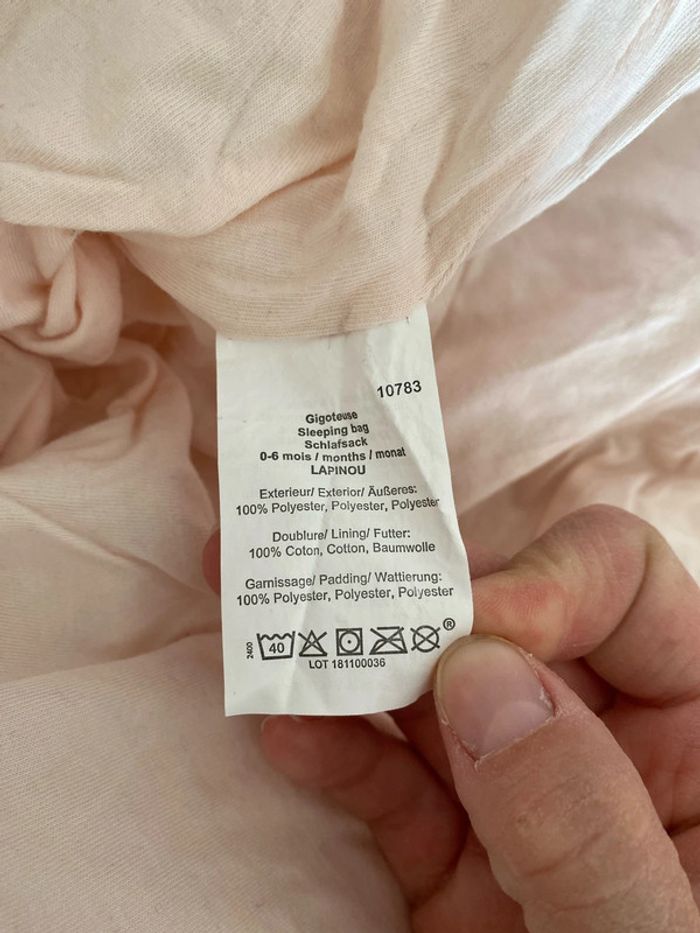 10783
Gigoteuse
Sleeping bag
Schlafsack
0-6 mois / months / monat
LAPINOU
Exterieur/ Exterior/ Äußeres:
100% Polyester, Polyester, Polyester
Doublure/ Lining/ Futter:
100% Coton, Cotton, Baumwolle
Garnissage/ Padding/ Wattierung:
100% Polyester, Polyester, Polyester
2400
40
®
LOT 181100036